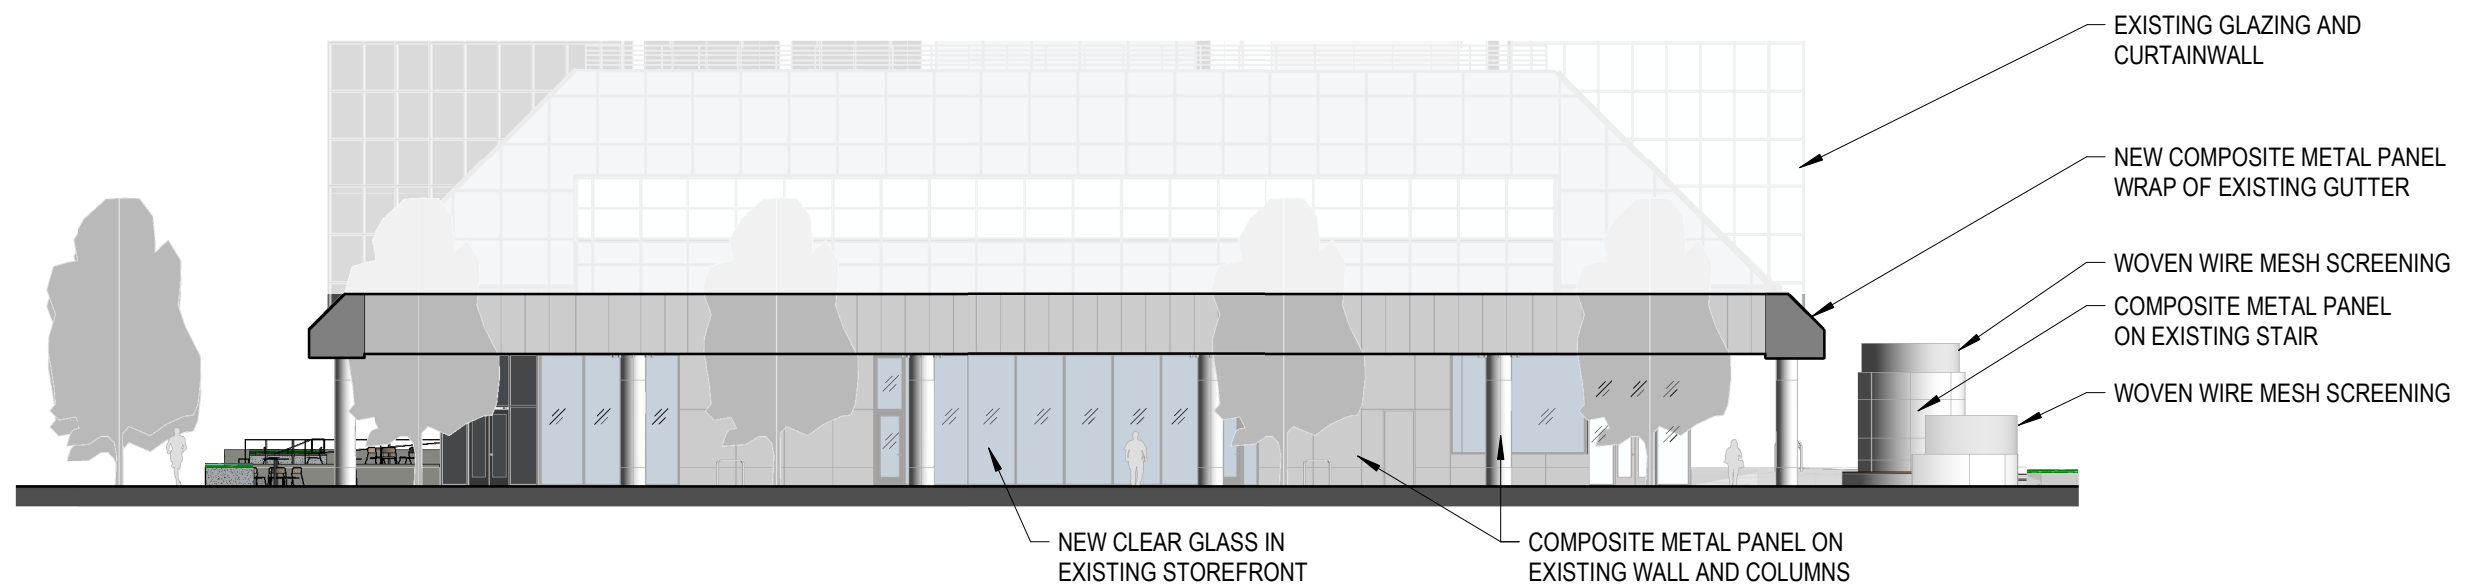 EXISTING GLAZING AND
CURTAINWALL
NEW COMPOSITE METAL PANEL
WRAP OF EXISTING GUTTER
WOVEN WIRE MESH SCREENING
COMPOSITE METAL PANEL
ON EXISTING STAIR
WOVEN WIRE MESH SCREENING
NEW CLEAR GLASS IN
EXISTING STOREFRONT
COMPOSITE METAL PANEL ON
EXISTING WALL AND COLUMNS